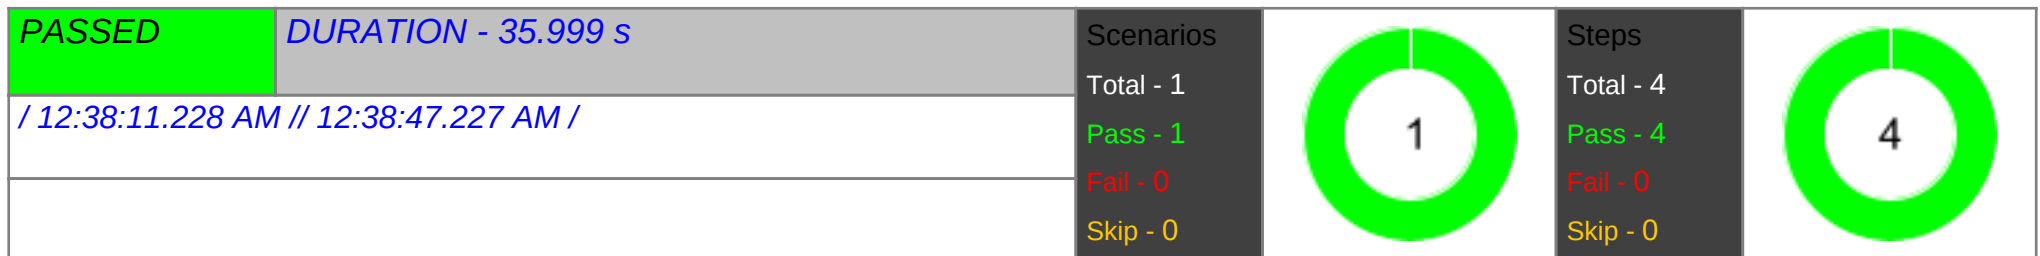 PASSED
DURATION - 35.999 s
/ 12:38:11.228 AM // 12:38:47.227 AM /
Scenarios
Total - 1
Pass - 1
Fail - 0
Skip - 0
1
Steps
Total - 4
Pass - 4
Fail - 0
Skip - 0
4